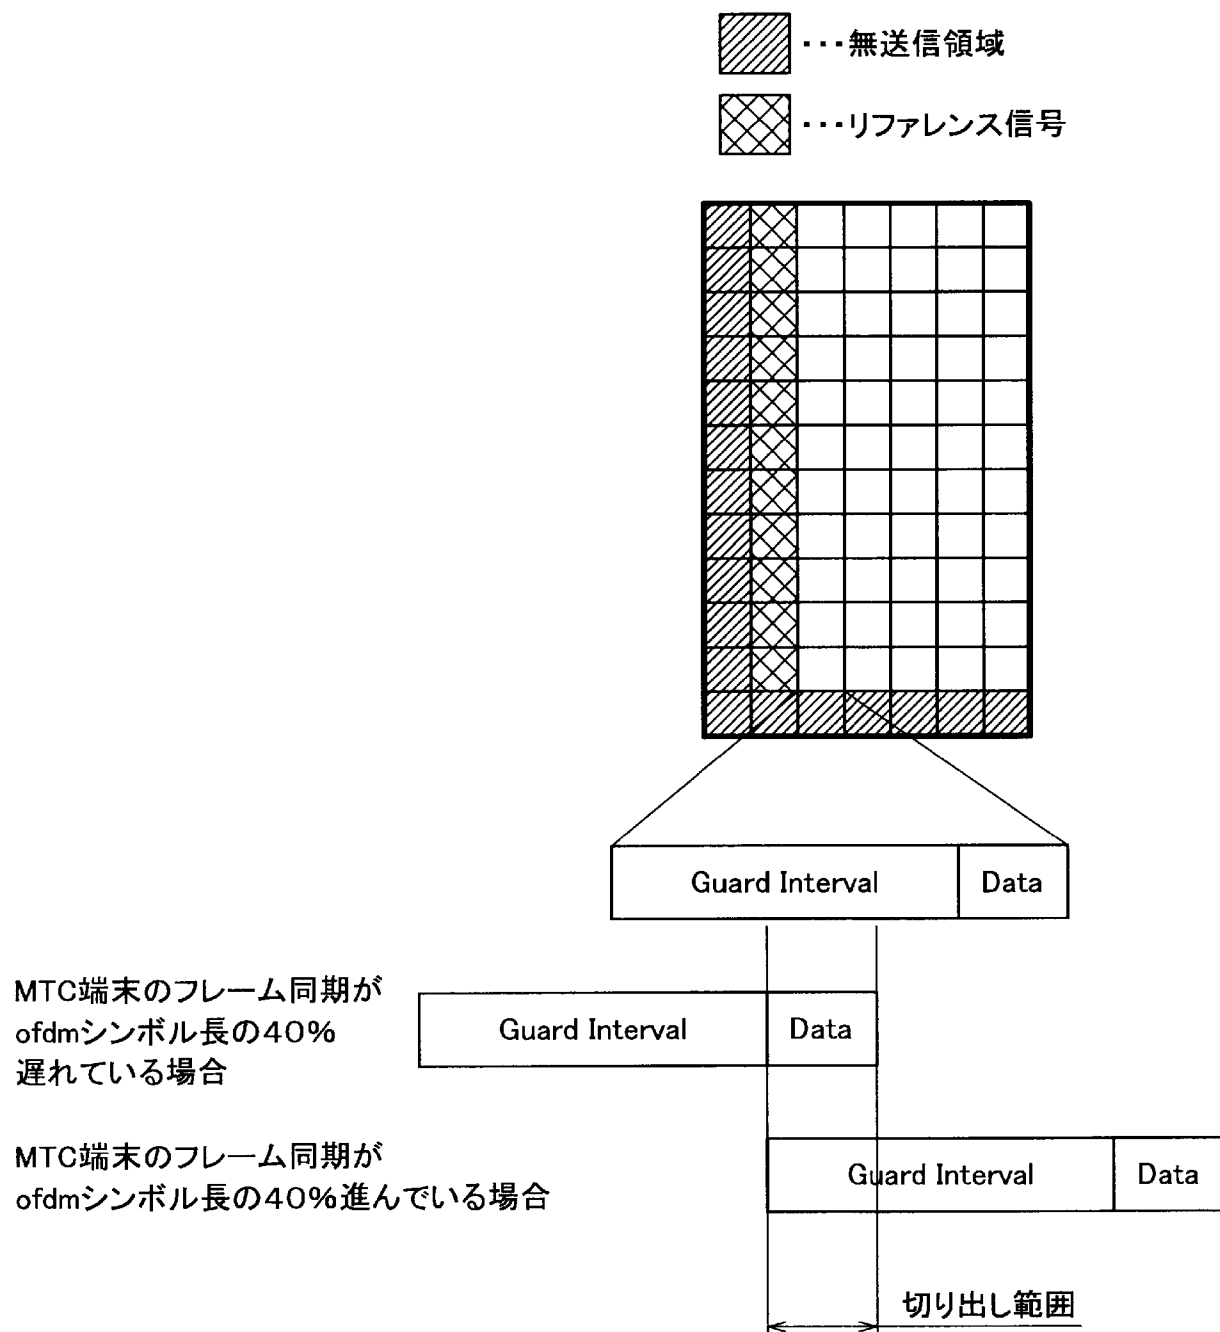 ・・・無送信領域
・・・リファレンス信号
Guard Interval Data
MTC端末のフレーム同期が
ofdmシンボル長の40%
遅れている場合
Guard Interval Data
MTC端末のフレーム同期が
ofdmシンボル長の40%進んでいる場合
Guard Interval Data
切り出し範囲